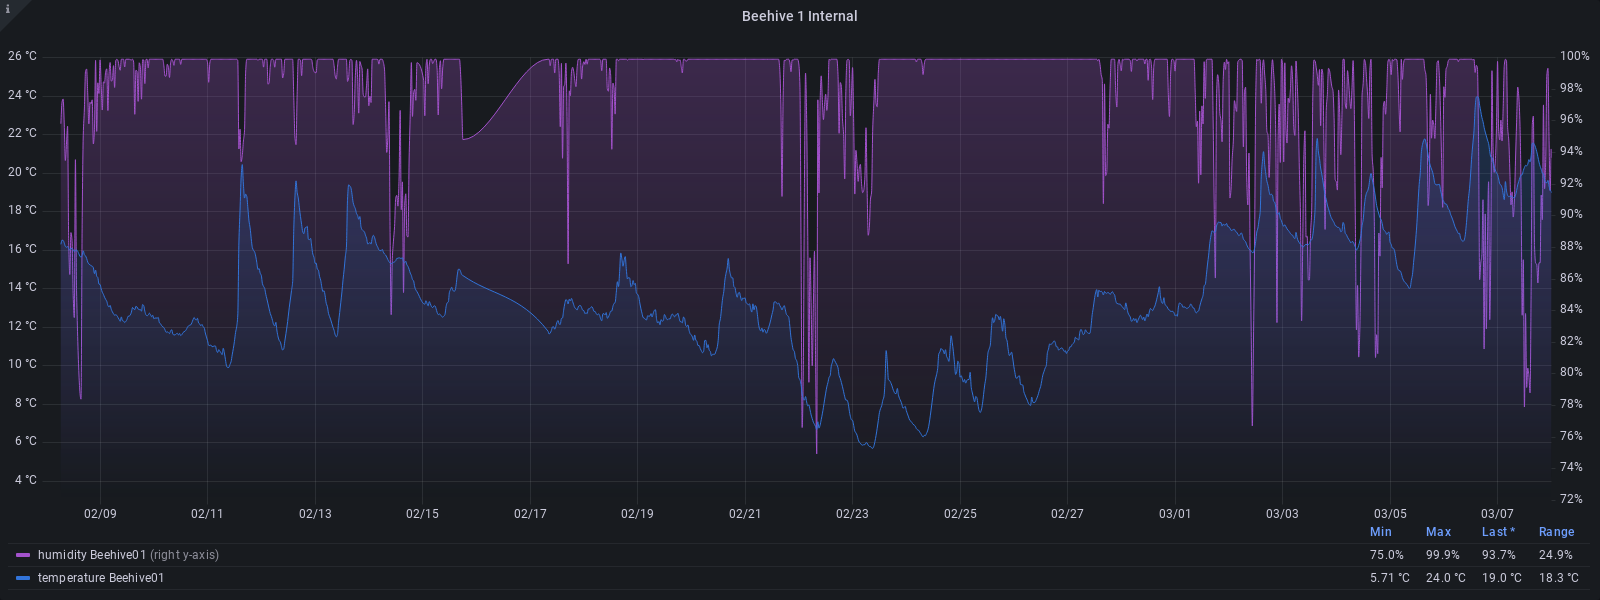 i
Beehive 1 Internal
26 °C 100%
24 °C 98%
22 °C 96%
20 °C 94%
18 °C 92%
16 °C 90%
14 °C 88%
12 °C 86%
10 °C 84%
8 °C 82%
6 °C 80%
4 °C 78%
76%
74%
72%
02/09 02/11 02/13 02/15 02/17 02/19 02/21 02/23 02/25 02/27 03/01 03/03 03/05 03/07
Min Max Last * Range
humidity Beehive01 (right y-axis) 75.0% 99.9% 93.7% 24.9%
temperature Beehive01 5.71 °C 24.0 °C 19.0 °C 18.3 °C